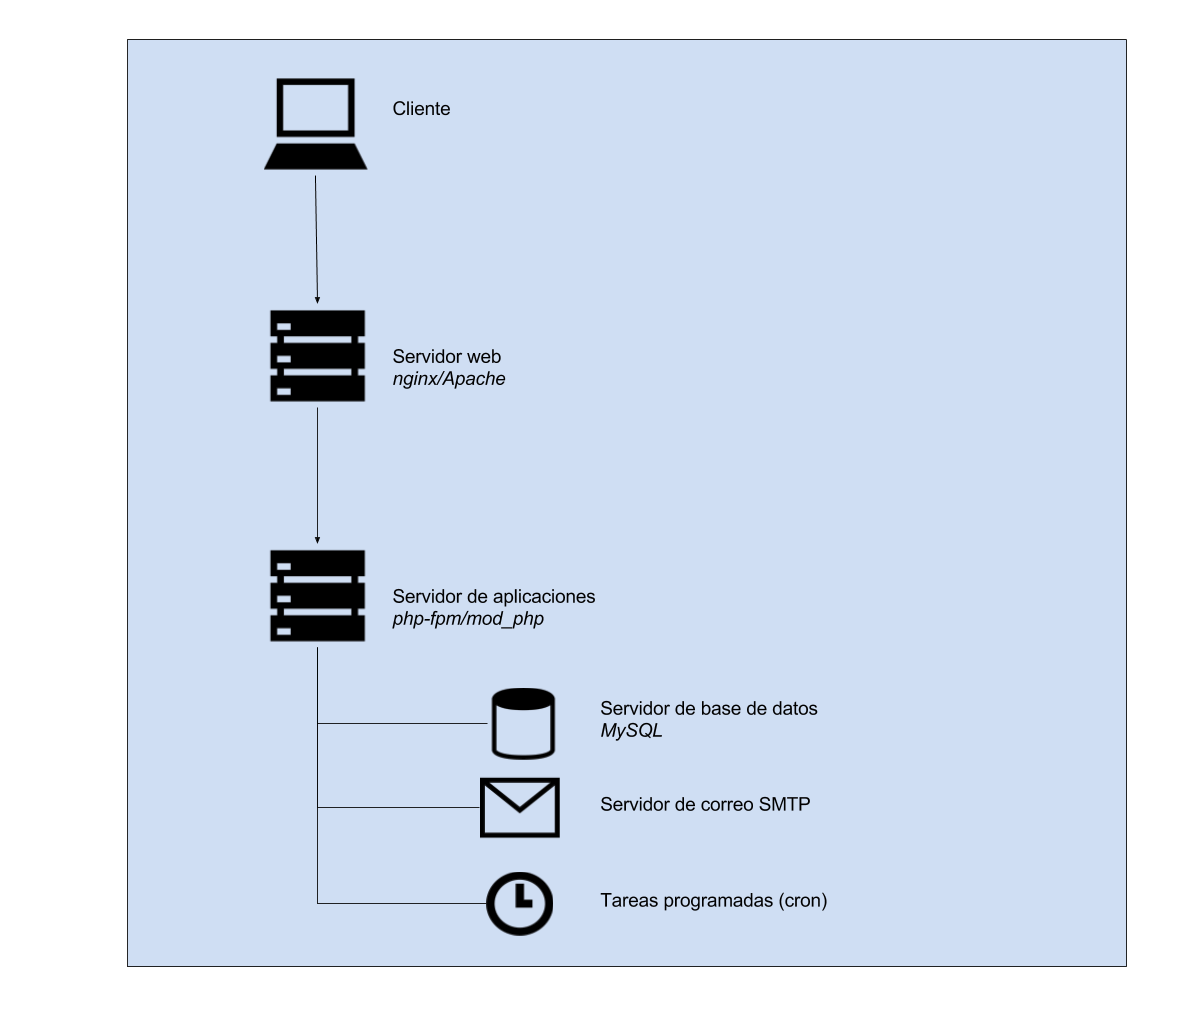 Cliente
Servidor web
nginx/Apache
Servidor de aplicaciones
php-fpm/mod_php
Servidor de base de datos
MySQL
Servidor de correo SMTP
Tareas programadas (cron)